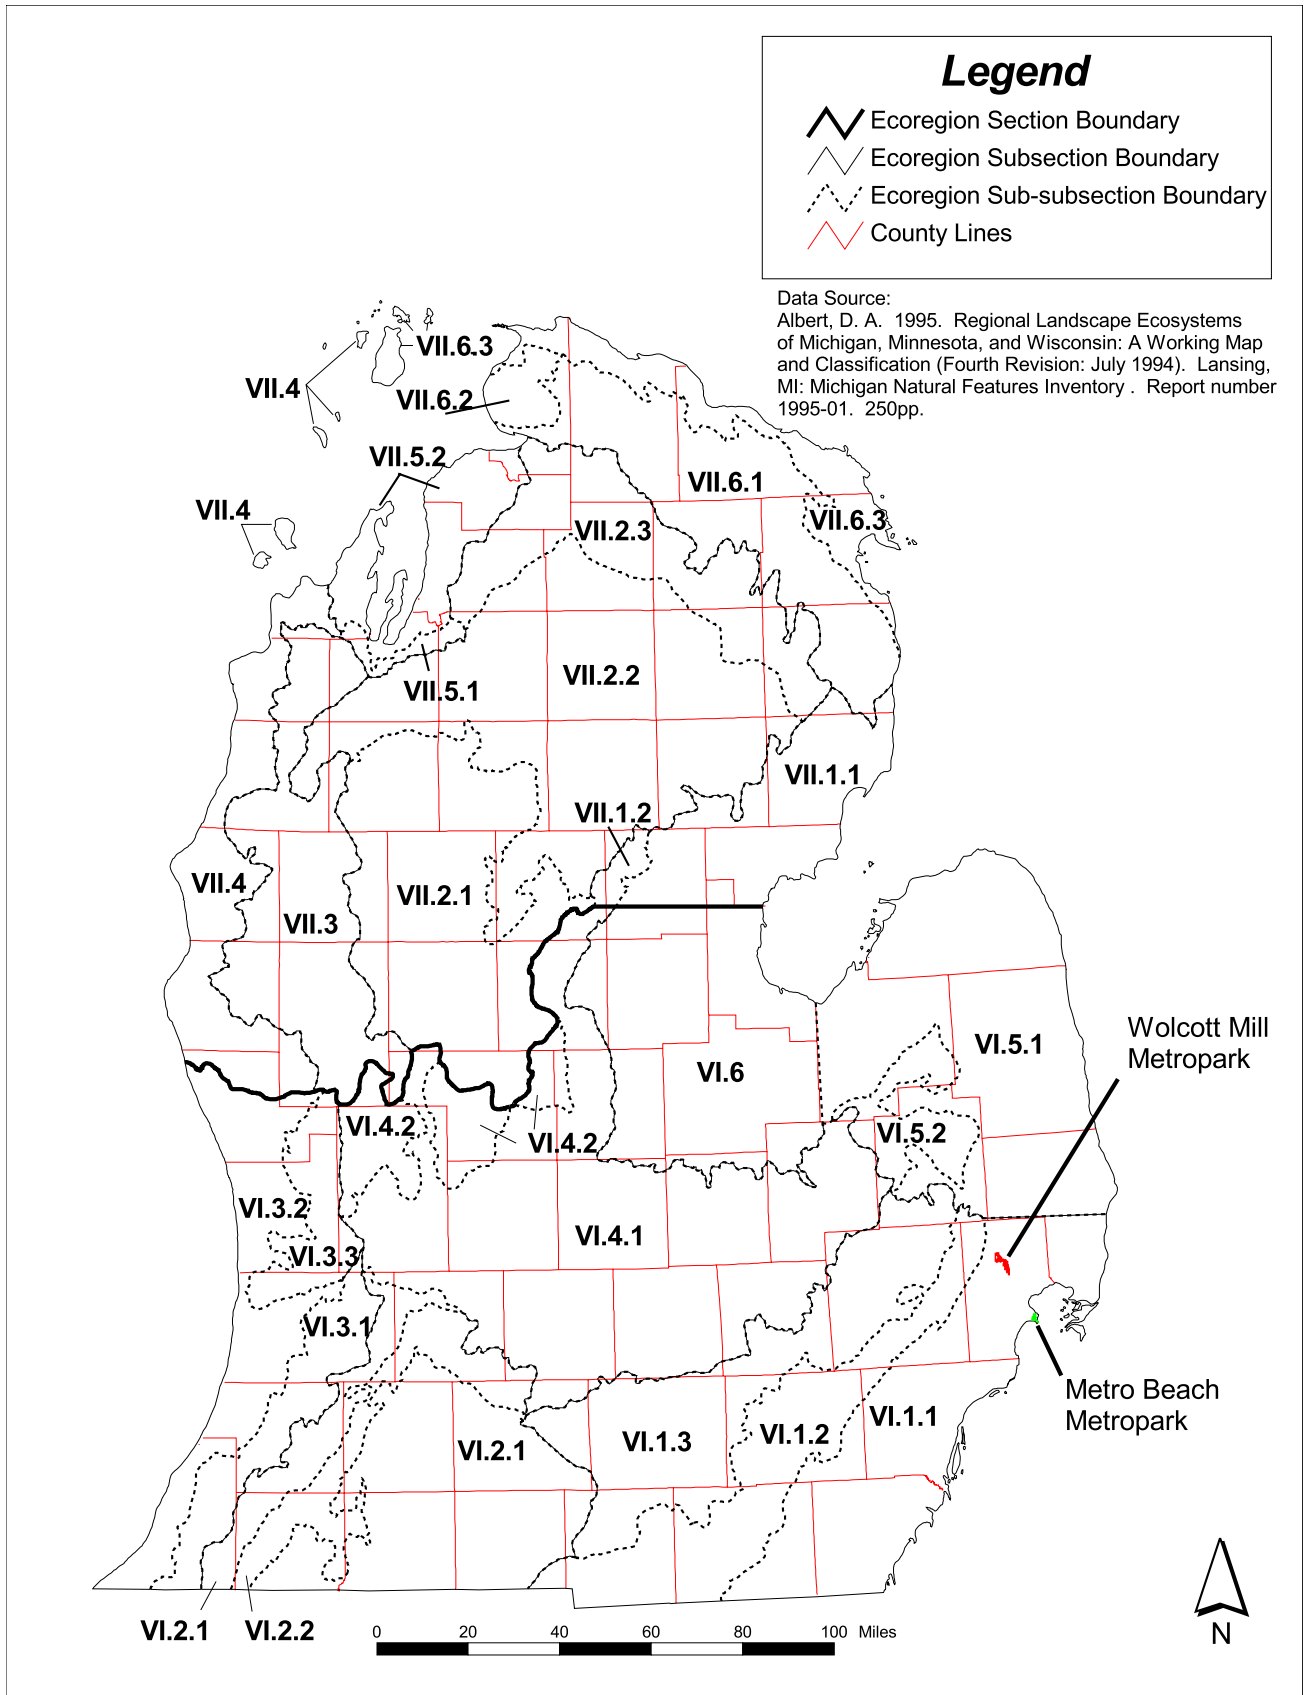 Legend
Ecoregion Section Boundary
Ecoregion Subsection Boundary
Ecoregion Sub-subsection Boundary
County Lines
Data Source:
Albert, D. A. 1995. Regional Landscape Ecosystems
of Michigan, Minnesota, and Wisconsin: A Working Map
and Classification (Fourth Revision: July 1994). Lansing,
MI: Michigan Natural Features Inventory . Report number
1995-01. 250pp.
VII.6.3
VII.4
VII.6.2
VII.5.2
VII.6.1
VII.4
VII.6.3
VII.2.3
VII.2.2
VII.5.1
VII.1.1
VII.1.2
VII.4
VII.2.1
VII.3
Wolcott Mill
Metropark
VI.5.1
VI.6
VI.4.2
VI.5.2
VI.4.2
VI.3.2
VI.4.1
VI.3.3
VI.3.1
Metro Beach
Metropark
VI.1.1
VI.1.2
VI.1.3
VI.2.1
VI.2.1
VI.2.2
0 20 40 60 80 100 Miles
N